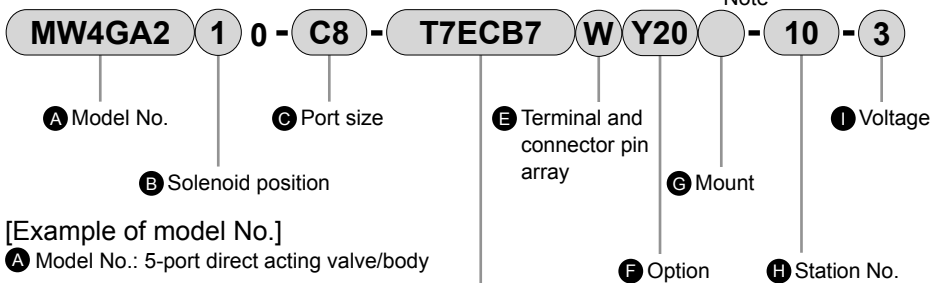 Note
MW4GA2 1 0 - C8 - T7ECB7 W Y20 - 10 - 3
A Model No.
C Port size
E Terminal and
connector pin
array
I Voltage
B Solenoid position
G Mount
[Example of model No.]
A Model No.: 5-port direct acting valve/body
F Option
H Station No.